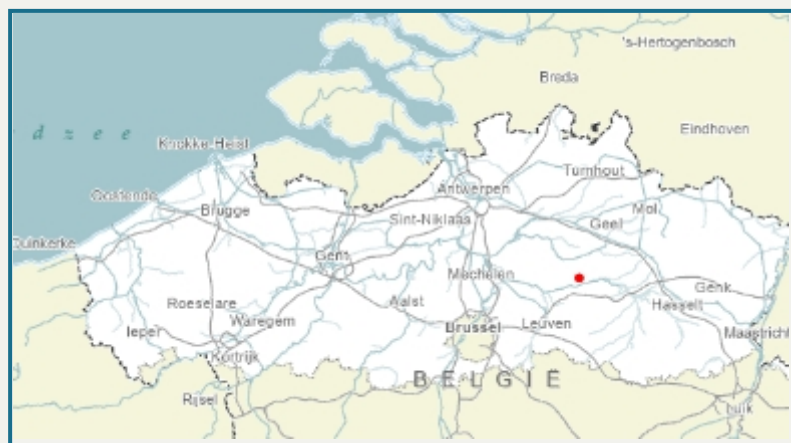 's-Hertogenbosch
Breda
d z e e
Eindhoven
Knokke-Heist
Turnhout
Oostende
Antwerpen
Mol
Brugge
Sint-Niklaas
Geel
Duinkerke
Gent
Mechelen
Genk
Roeselare
Aalst
Hasselt
Ieper
Waregem
Brussel
Leuven
Maastricht
Kortrijk
BELGIË
Rijsel
Luik